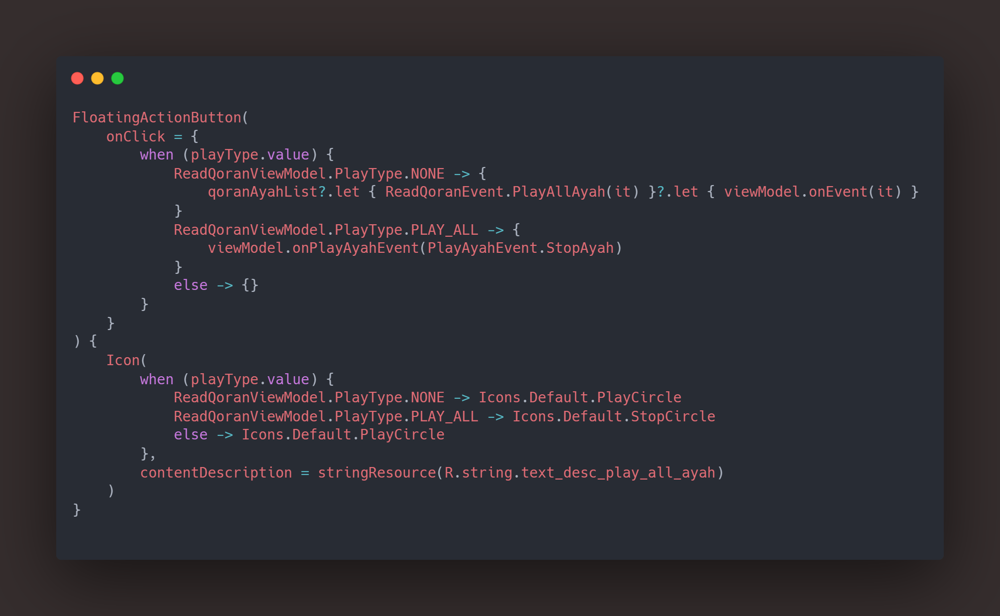 FloatingActionButton(
    onClick = {
        when (playType.value) {
            ReadQoranViewModel.PlayType.NONE -> {
                qoranAyahList?.let { ReadQoranEvent.PlayAllAyah(it) }?.let { viewModel.onEvent(it) }
            }
            ReadQoranViewModel.PlayType.PLAY_ALL -> {
                viewModel.onPlayAyahEvent(PlayAyahEvent.StopAyah)
            }
            else -> {}
        }
    }
) {
    Icon(
        when (playType.value) {
            ReadQoranViewModel.PlayType.NONE -> Icons.Default.PlayCircle
            ReadQoranViewModel.PlayType.PLAY_ALL -> Icons.Default.StopCircle
            else -> Icons.Default.PlayCircle
        },
        contentDescription = stringResource(R.string.text_desc_play_all_ayah)
    )
}